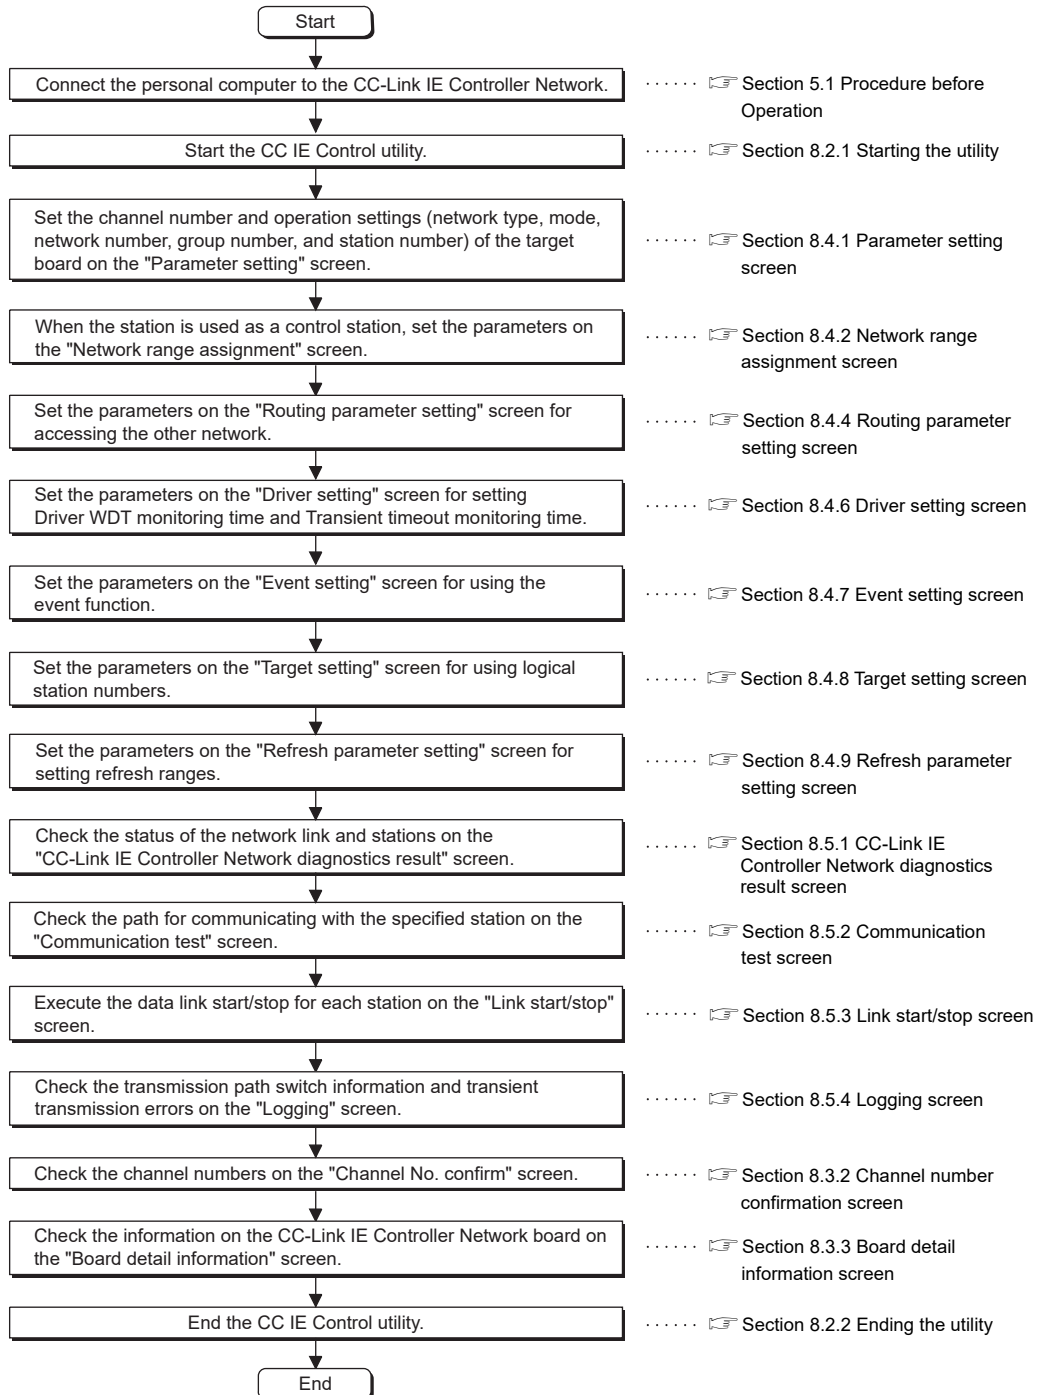 Start
Connect the personal computer to the CC-Link IE Controller Network.
Section 5.1 Procedure before
Operation
Start the CC IE Control utility.
Section 8.2.1 Starting the utility
Set the channel number and operation settings (network type, mode,
network number, group number, and station number) of the target
board on the "Parameter setting" screen.
Section 8.4.1 Parameter setting
screen
When the station is used as a control station, set the parameters on
the "Network range assignment" screen.
Section 8.4.2 Network range
assignment screen
Set the parameters on the "Routing parameter setting" screen for
accessing the other network.
Section 8.4.4 Routing parameter
setting screen
Set the parameters on the "Driver setting" screen for setting
Driver WDT monitoring time and Transient timeout monitoring time.
Section 8.4.6 Driver setting screen
Set the parameters on the "Event setting" screen for using the
event function.
Section 8.4.7 Event setting screen
Set the parameters on the "Target setting" screen for using logical
station numbers.
Section 8.4.8 Target setting screen
Set the parameters on the "Refresh parameter setting" screen for
setting refresh ranges.
Section 8.4.9 Refresh parameter
setting screen
Check the status of the network link and stations on the
"CC-Link IE Controller Network diagnostics result" screen.
Section 8.5.1 CC-Link IE
Controller Network diagnostics
result screen
Check the path for communicating with the specified station on the
"Communication test" screen.
Section 8.5.2 Communication
test screen
Execute the data link start/stop for each station on the "Link start/stop"
screen.
Section 8.5.3 Link start/stop screen
Check the transmission path switch information and transient
transmission errors on the "Logging" screen.
Section 8.5.4 Logging screen
Check the channel numbers on the "Channel No. confirm" screen.
Section 8.3.2 Channel number
confirmation screen
Check the information on the CC-Link IE Controller Network board on
the "Board detail information" screen.
Section 8.3.3 Board detail
information screen
End the CC IE Control utility.
Section 8.2.2 Ending the utility
End